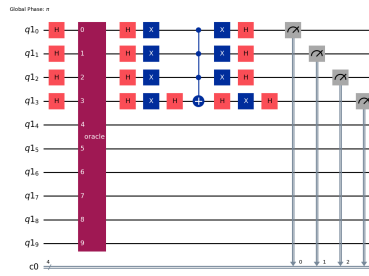 Global Phase: π
q1₀ H 0 H X X H
q1₁ H 1 H X X H
q1₂ H 2 H X X H
q1₃ H 3 H X H H X H
q1₄ 4
oracle
q1₅ 5
q1₆ 6
q1₇ 7
q1₈ 8
q1₉ 9
c0 4 0 1 2